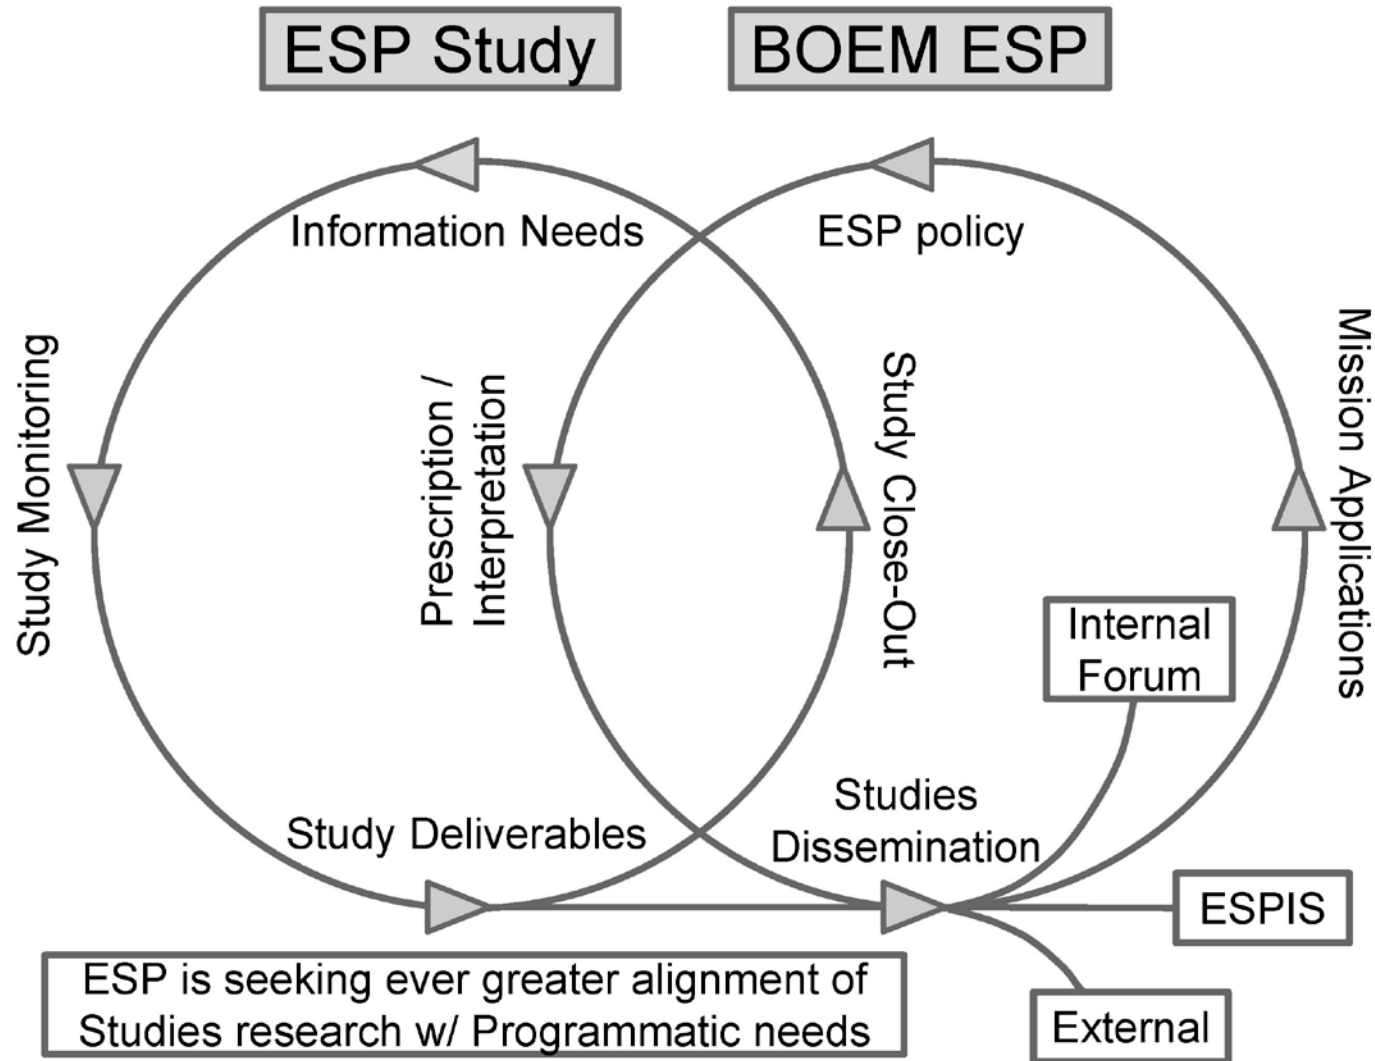 ESP Study
BOEM ESP
Information Needs
ESP policy
Study Monitoring
Prescription /
Interpretation
Study Close-Out
Mission Applications
Internal
Forum
Studies
Dissemination
Study Deliverables
ESPIS
ESP is seeking ever greater alignment of
Studies research w/ Programmatic needs
External